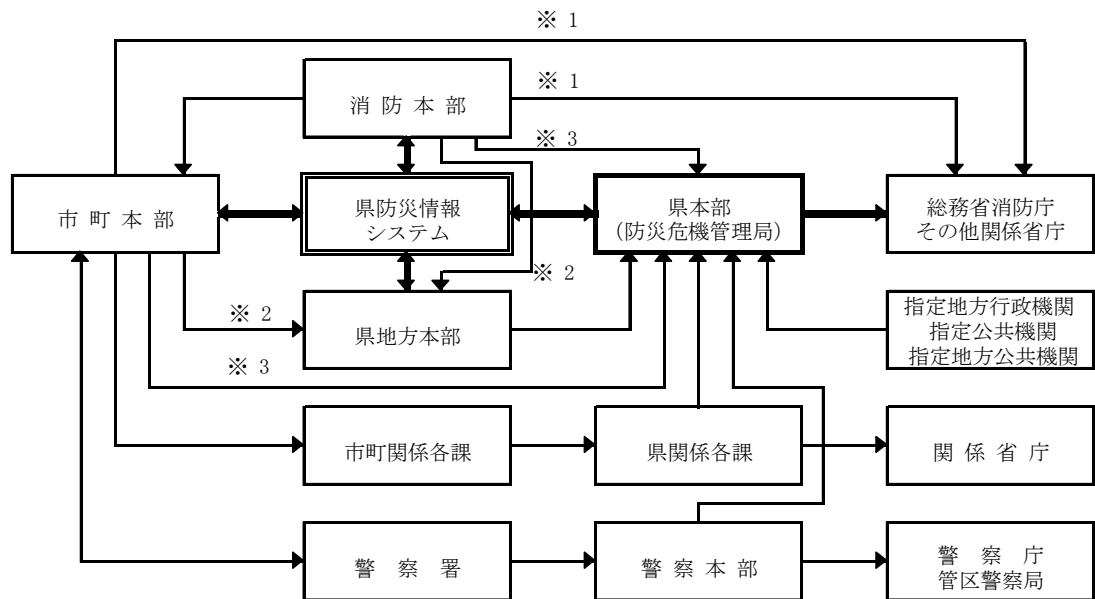 ※ 1
※ 1
消 防 本 部
※ 3
市 町 本 部
県防災情報
システム
県本部
（防災危機管理局）
総務省消防庁
その他関係省庁
※ 2
※ 2
県地方本部
指定地方行政機関
指定公共機関
指定地方公共機関
※ 3
市町関係各課
県関係各課
関 係 省 庁
警 察 署
警 察 本 部
警 察 庁
管区警察局